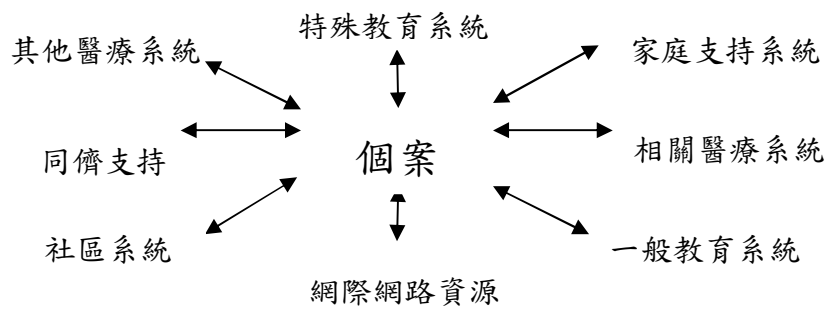 特殊教育系統
其他醫療系統
家庭支持系統
同儕支持
個案
相關醫療系統
社區系統
一般教育系統
網際網路資源